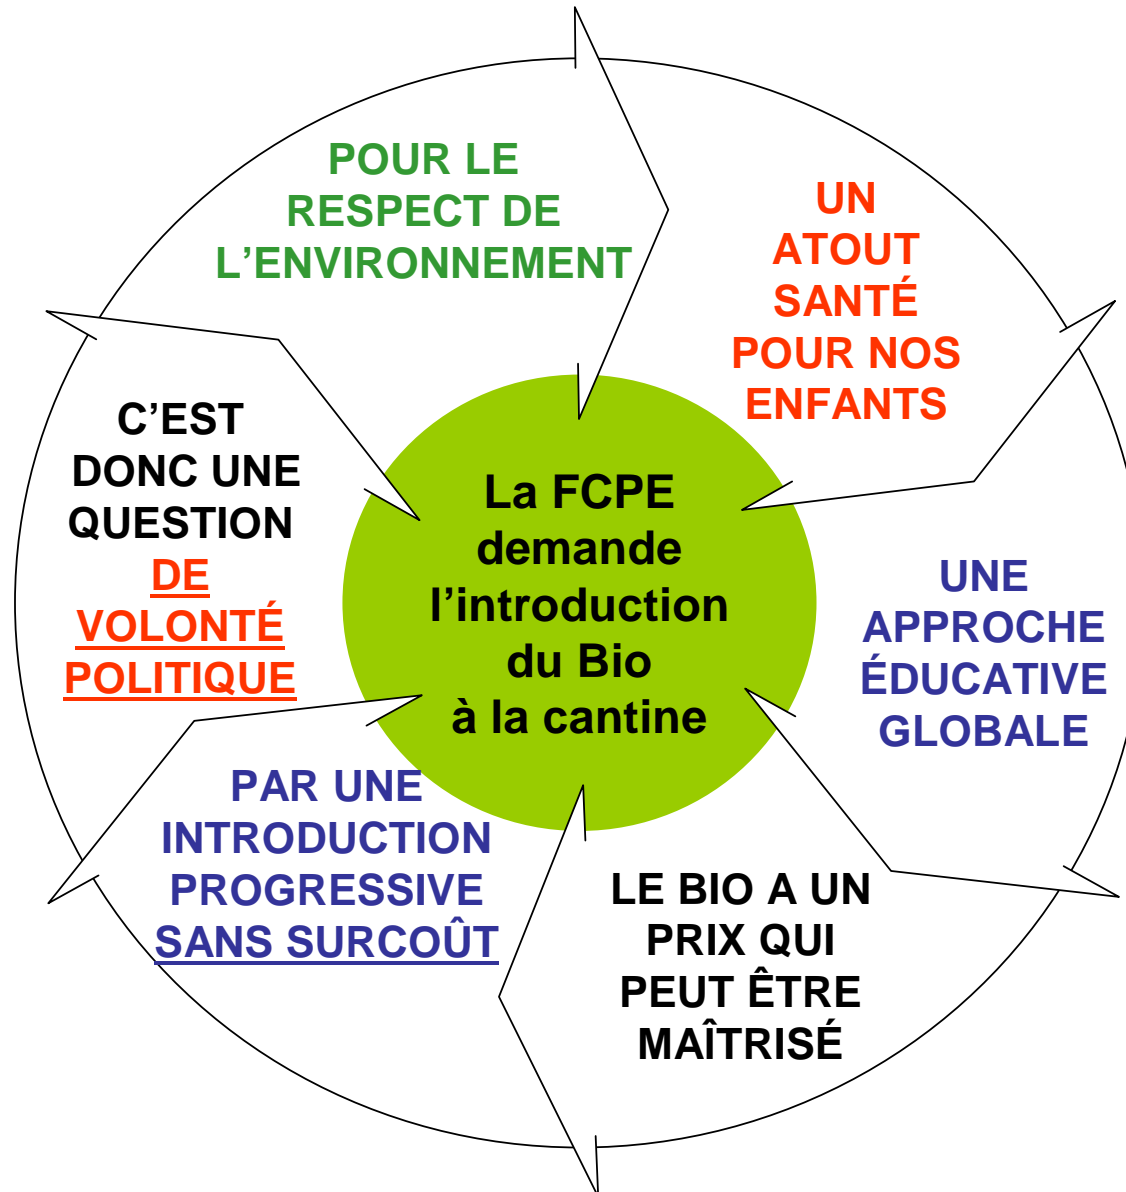 POUR LE
RESPECT DE
L’ENVIRONNEMENT
UN
ATOUT
SANTÉ
POUR NOS
ENFANTS
UNE
APPROCHE
ÉDUCATIVE
GLOBALE
LE BIO A UN
PRIX QUI
PEUT ÊTRE
MAÎTRISÉ
PAR UNE
INTRODUCTION
PROGRESSIVE
SANS SURCOÛT
C’EST
DONC UNE
QUESTION
DE
VOLONTÉ
POLITIQUE
La FCPE
demande
l’introduction
du Bio
à la cantine